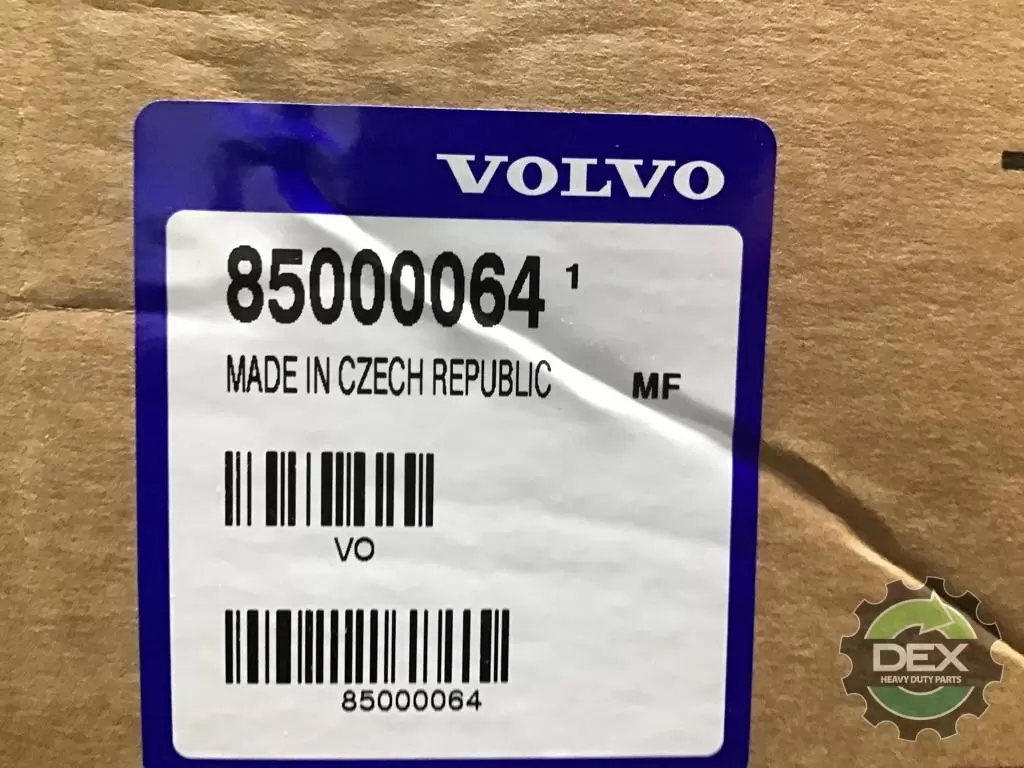 VOLVO
85000064 1
MADE IN CZECH REPUBLIC MF
VO
85000064
DEX
HEAVY DUTY PARTS